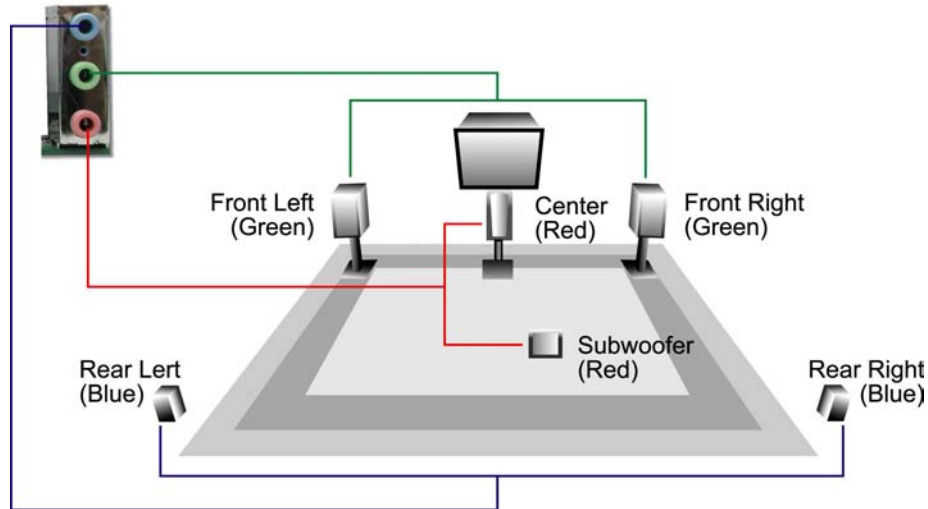 Front Left
(Green)
Center
(Red)
Front Right
(Green)
Subwoofer
(Red)
Rear Lert
(Blue)
Rear Right
(Blue)